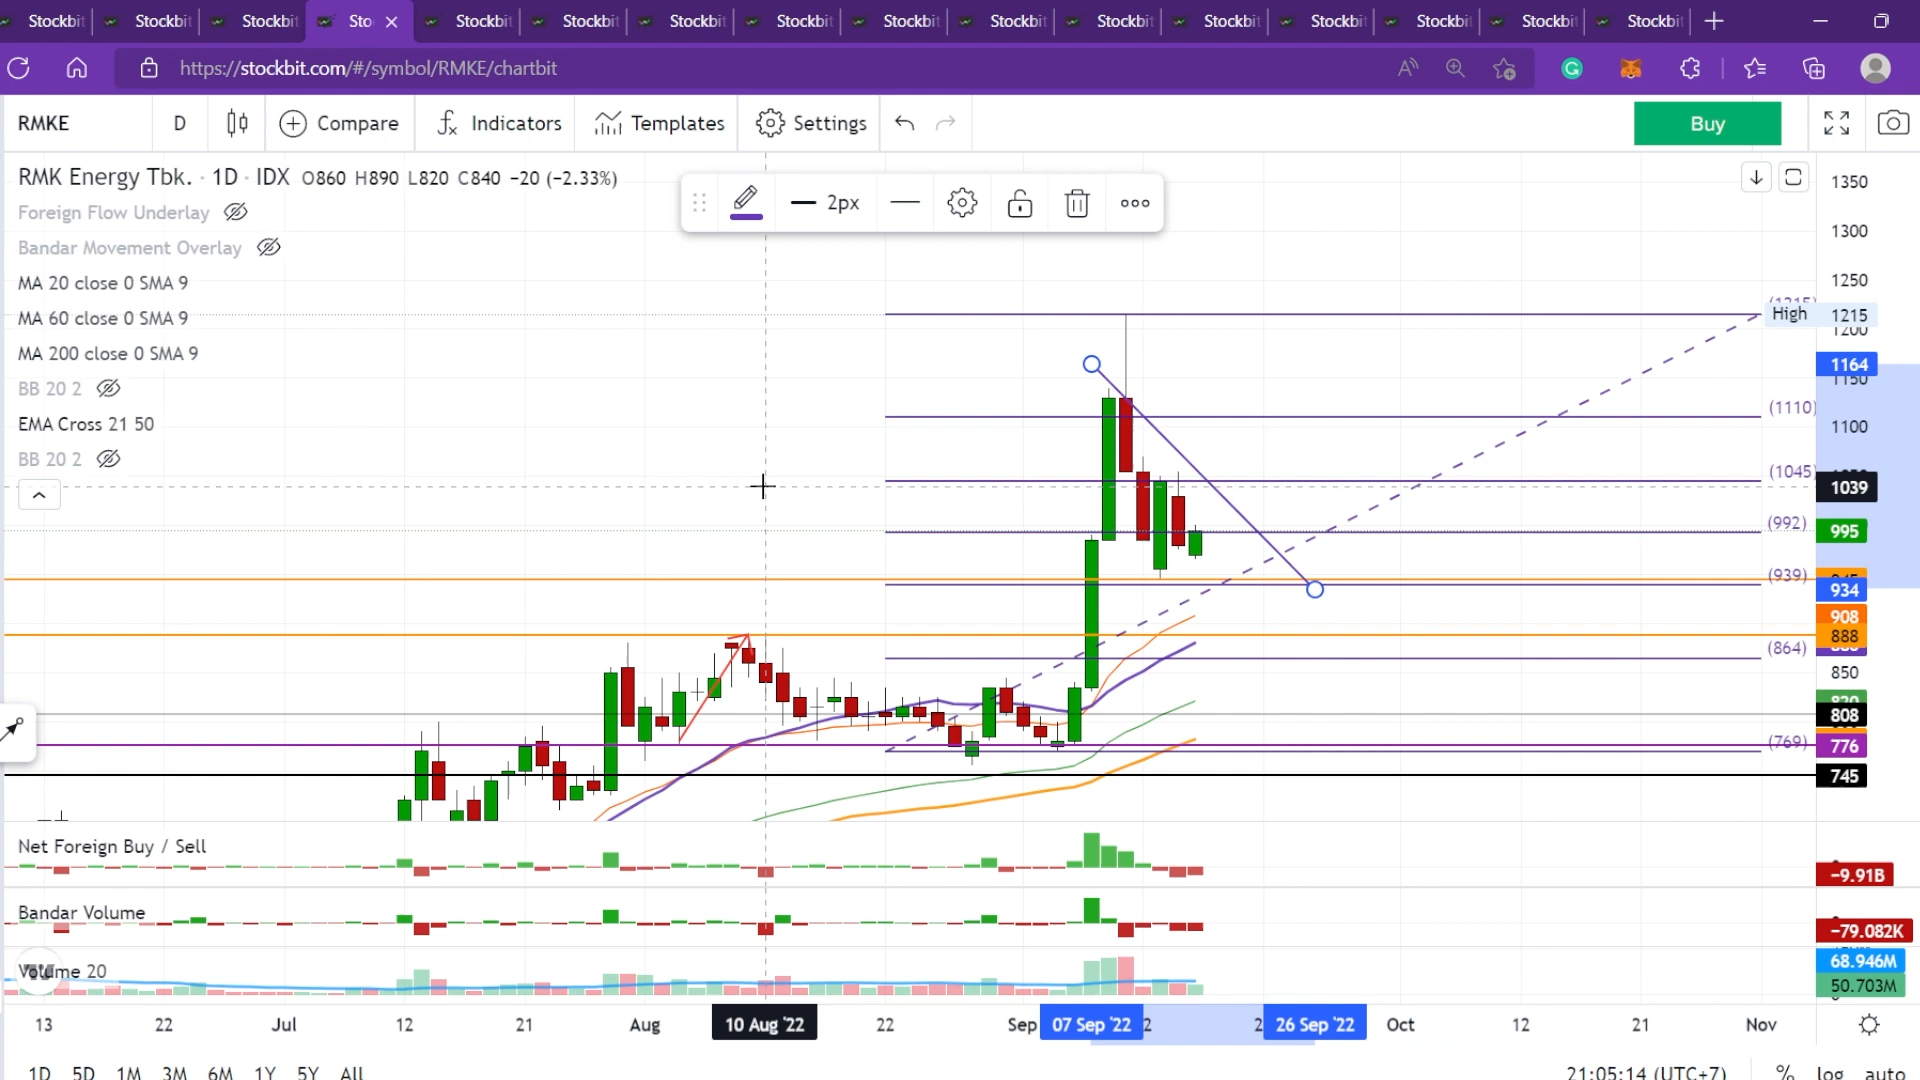 Stockbit Stockbit Stockbit Sto Stockbit Stockbit Stockbit Stockbit Stockbit Stockbit Stockbit Stockbit Stockbit Stockbit Stockbit Stockbit
https://stockbit.com/#/symbol/RMKE/chartbit
RMKE D Compare Indicators Templates Settings Buy
RMK Energy Tbk. · 1D · IDX O860 H890 L820 C840 −20 (−2.33%)
2px
Foreign Flow Underlay
Bandar Movement Overlay
MA 20 close 0 SMA 9
MA 60 close 0 SMA 9
MA 200 close 0 SMA 9
BB 20 2
EMA Cross 21 50
BB 20 2
1350
1300
1250
(1215)
High 1215
1200
1164
1150
(1110)
1100
(1045)
1039
(992)
995
(939)
934
908
888
(864)
850
820
808
(769)
776
745
Net Foreign Buy / Sell
−9.91B
Bandar Volume
−79.082K
Volume 20
68.946M
50.703M
13 22 Jul 12 21 Aug 10 Aug '22 22 Sep 07 Sep '22 2 2 26 Sep '22 Oct 12 21 Nov
1D 5D 1M 3M 6M 1Y 5Y All 21:05:14 (UTC+7) % log auto